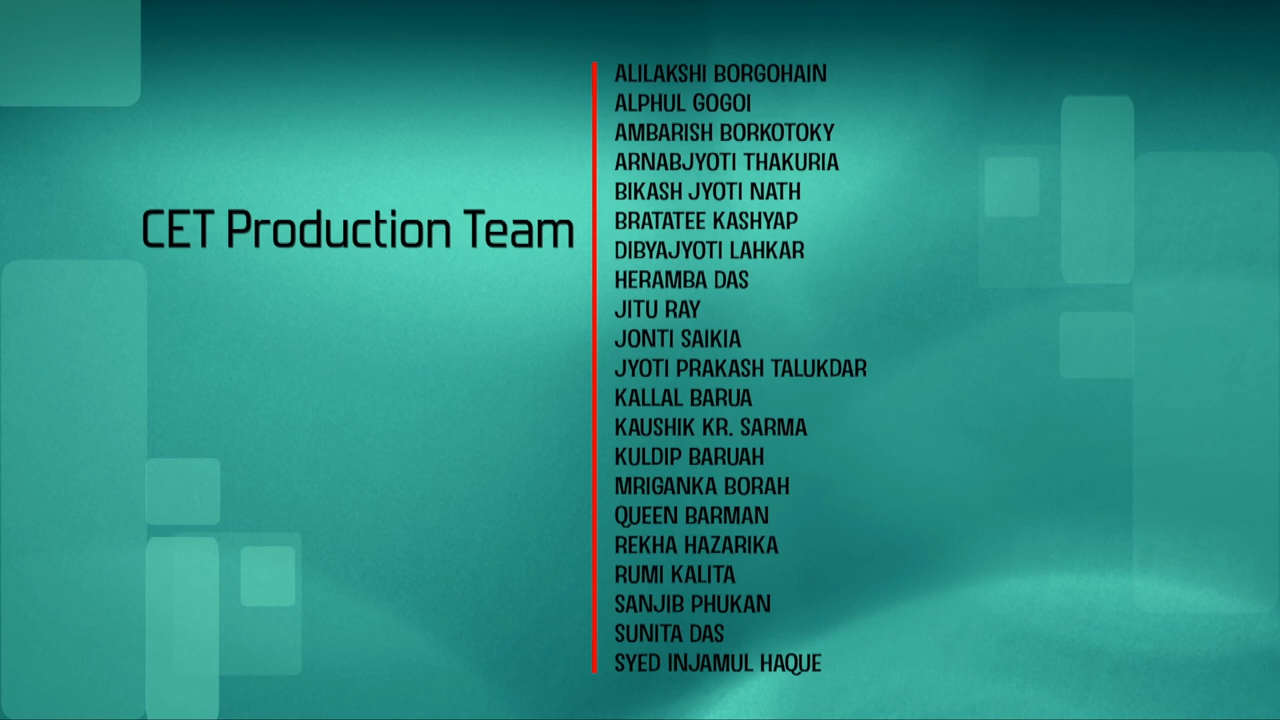 CET Production Team
ALILAKSHI BORGOHAIN
ALPHUL GOGOI
AMBARISH BORKOTOKY
ARNABJYOTI THAKURIA
BIKASH JYOTI NATH
BRATATEE KASHYAP
DIBYAJYOTI LAHKAR
HERAMBA DAS
JITU RAY
JONTI SAIKIA
JYOTI PRAKASH TALUKDAR
KALLAL BARUA
KAUSHIK KR. SARMA
KULDIP BARUAH
MRIGANKA BORAH
QUEEN BARMAN
REKHA HAZARIKA
RUMI KALITA
SANJIB PHUKAN
SUNITA DAS
SYED INJAMUL HAQUE